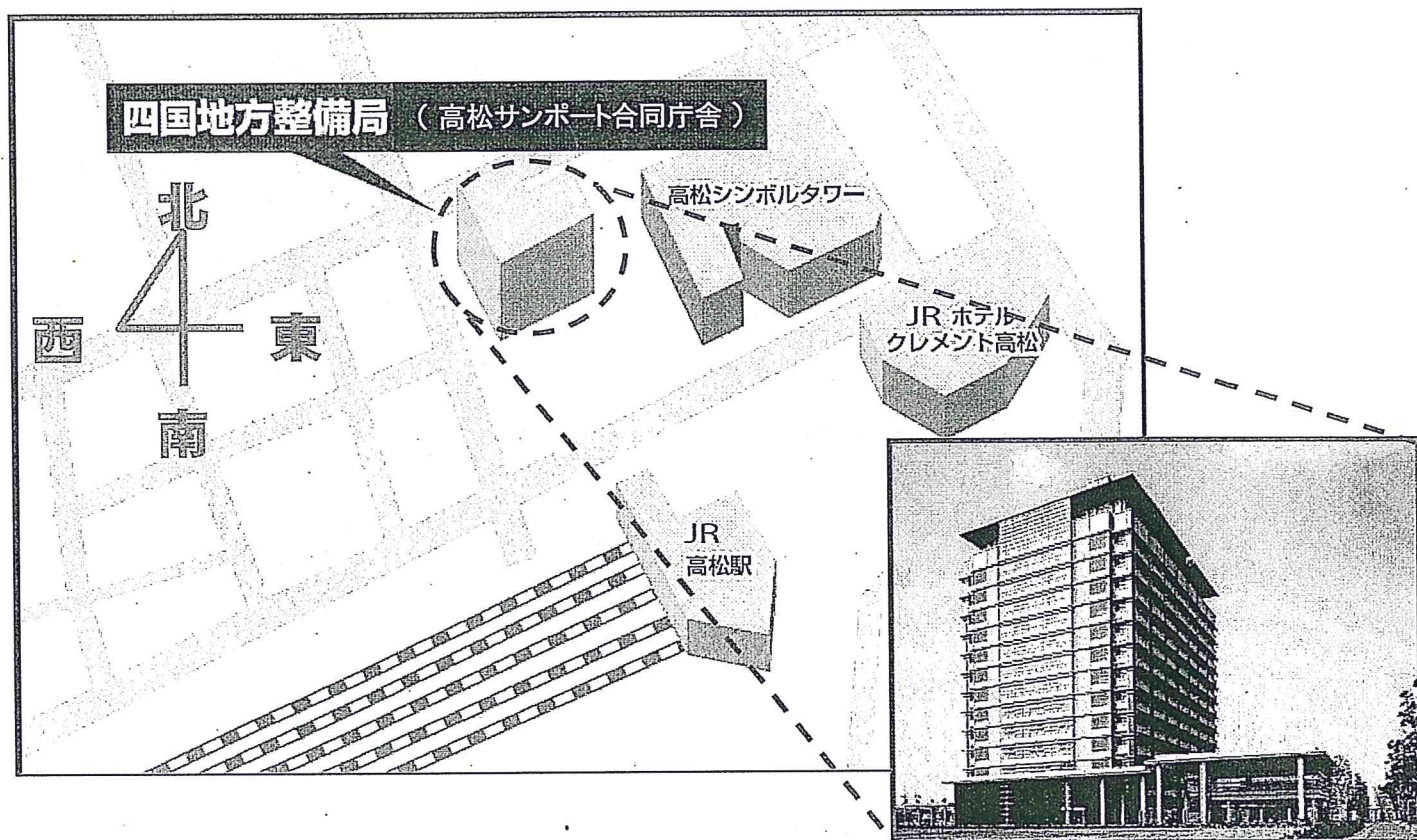 四国地方整備局 （高松サンポート合同庁舎）
北
西
東
南
高松シンボルタワー
JR ホテル
クレメント高松
JR
高松駅